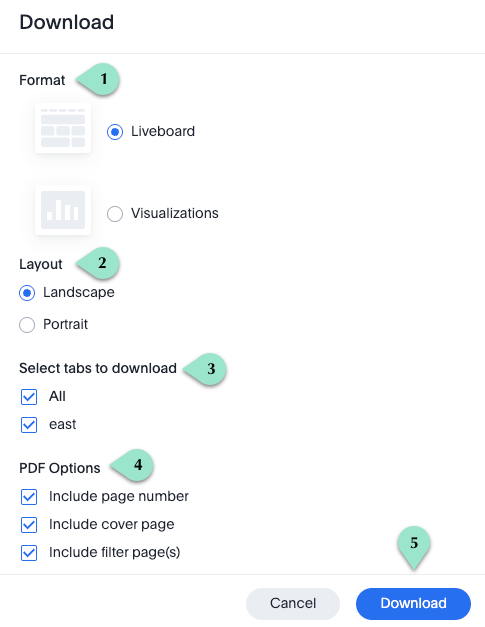 Download
Format 1
Liveboard
Visualizations
Layout 2
Landscape
Portrait
Select tabs to download 3
All
east
PDF Options 4
Include page number
Include cover page
Include filter page(s)
5
Cancel Download